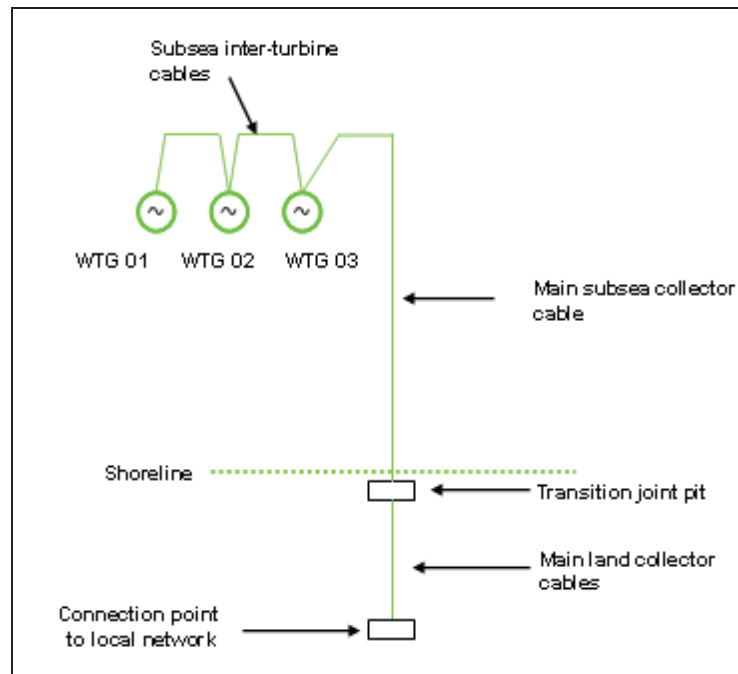 Subsea inter-turbine
cables
~ ~ ~
WTG 01 WTG 02 WTG 03
Main subsea collector
cable
Shoreline
Transition joint pit
Main land collector
cables
Connection point
to local network